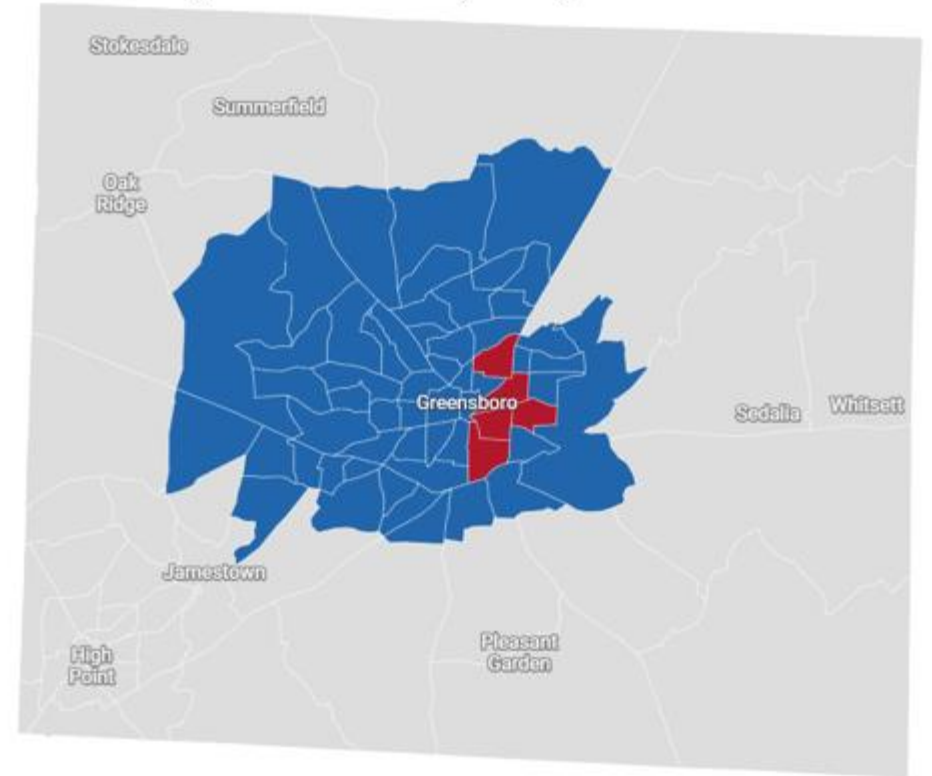 Stokesdale
Summerfield
Oak
Ridge
Greensboro
Sedalia
Whitsett
Jamestown
High
Point
Pleasant
Garden